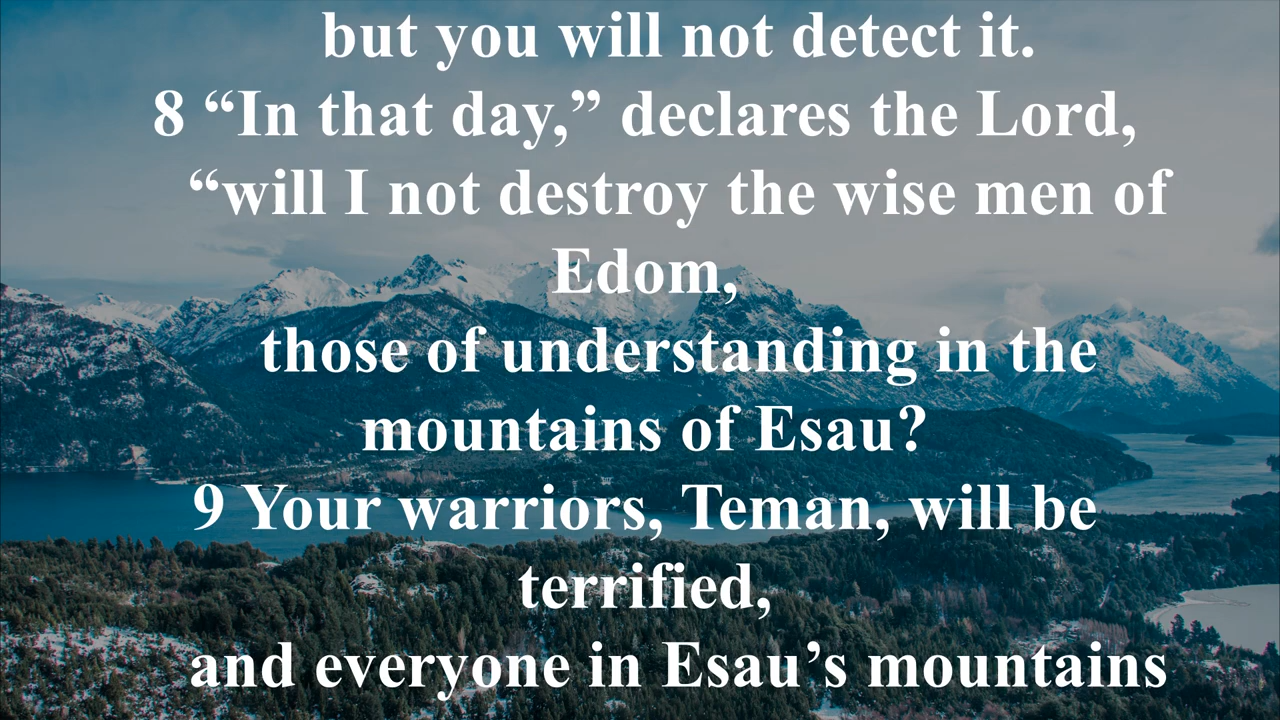 but you will not detect it.
8 “In that day,” declares the Lord,
“will I not destroy the wise men of
Edom,
those of understanding in the
mountains of Esau?
9 Your warriors, Teman, will be
terrified,
and everyone in Esau’s mountains